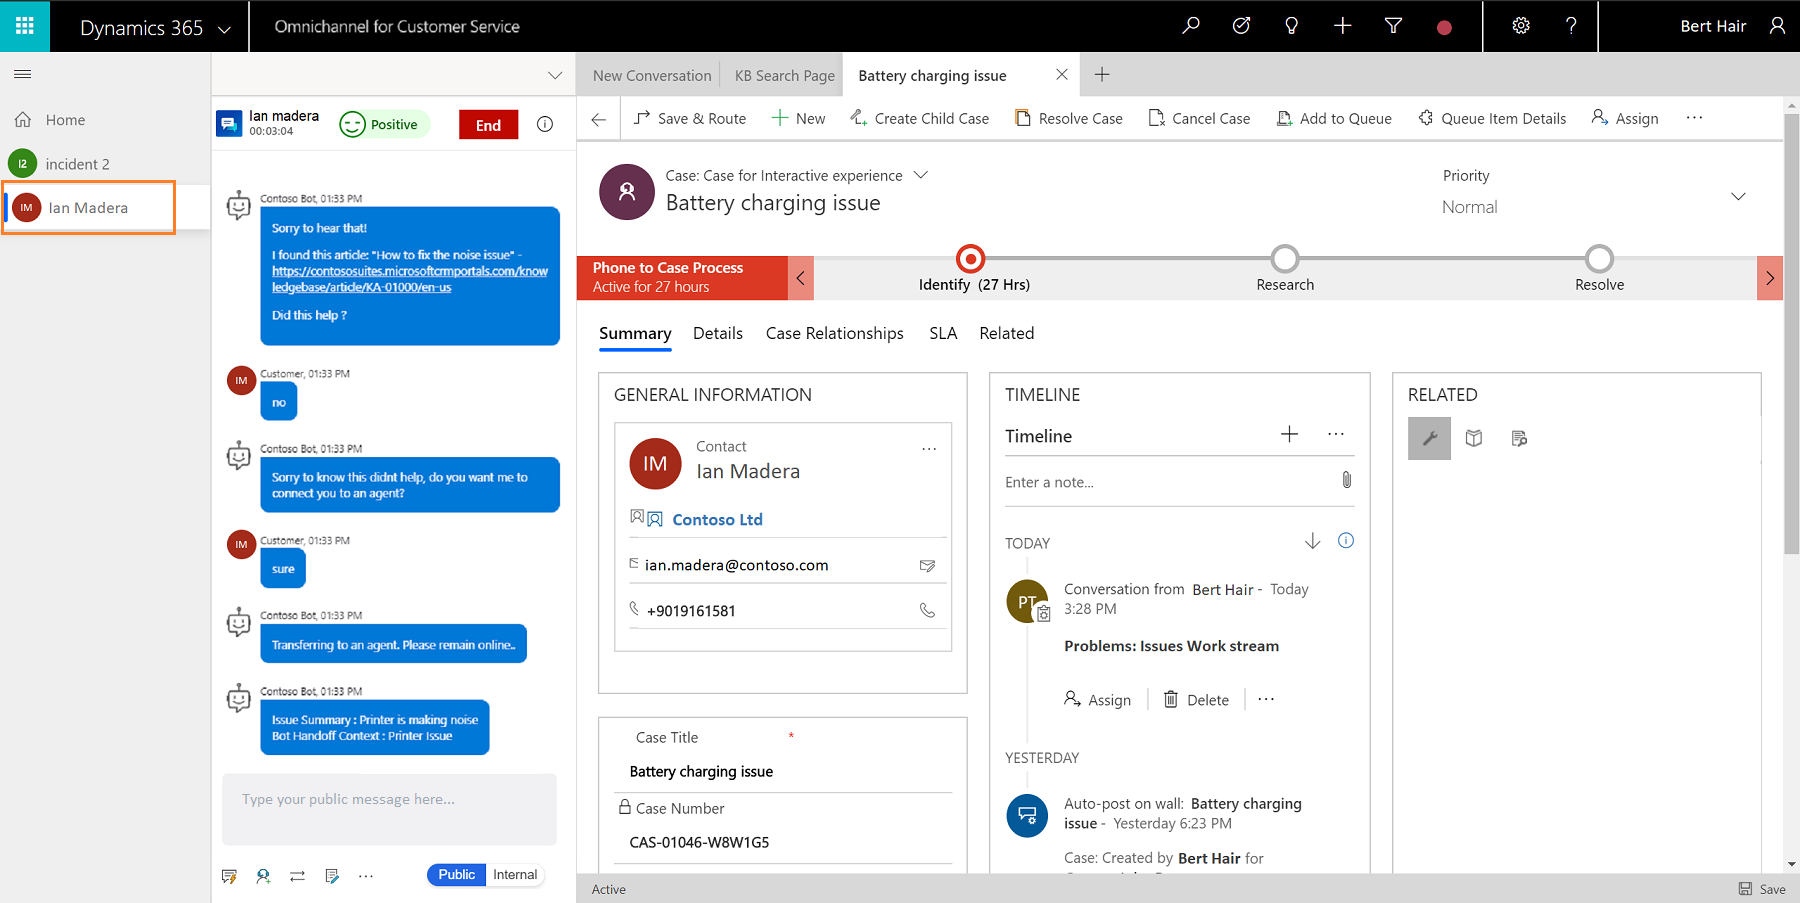 Dynamics 365
Omnichannel for Customer Service
Bert Hair
Home
I2
incident 2
IM
Ian Madera
Ian madera
00:03:04
Positive
End
Contoso Bot, 01:33 PM
Sorry to hear that!
I found this article: "How to fix the noise issue" -
https://contososuites.microsoftcrmportals.com/know
ledgebase/article/KA-01000/en-us
Did this help ?
Customer, 01:33 PM
IM
no
Contoso Bot, 01:33 PM
Sorry to know this didnt help, do you want me to
connect you to an agent?
Customer, 01:33 PM
IM
sure
Contoso Bot, 01:33 PM
Transferring to an agent. Please remain online..
Contoso Bot, 01:33 PM
Issue Summary : Printer is making noise
Bot Handoff Context : Printer Issue
Type your public message here...
Public
Internal
New Conversation
KB Search Page
Battery charging issue
Save & Route
New
Create Child Case
Resolve Case
Cancel Case
Add to Queue
Queue Item Details
Assign
Case: Case for Interactive experience
Battery charging issue
Priority
Normal
Phone to Case Process
Active for 27 hours
Identify (27 Hrs)
Research
Resolve
Summary
Details
Case Relationships
SLA
Related
GENERAL INFORMATION
IM
Contact
Ian Madera
Contoso Ltd
ian.madera@contoso.com
+9019161581
Case Title *
Battery charging issue
Case Number
CAS-01046-W8W1G5
TIMELINE
Timeline
Enter a note...
TODAY
PT
Conversation from Bert Hair - Today
3:28 PM
Problems: Issues Work stream
Assign
Delete
YESTERDAY
Auto-post on wall: Battery charging
issue - Yesterday 6:23 PM
Case: Created by Bert Hair for
RELATED
Active
Save